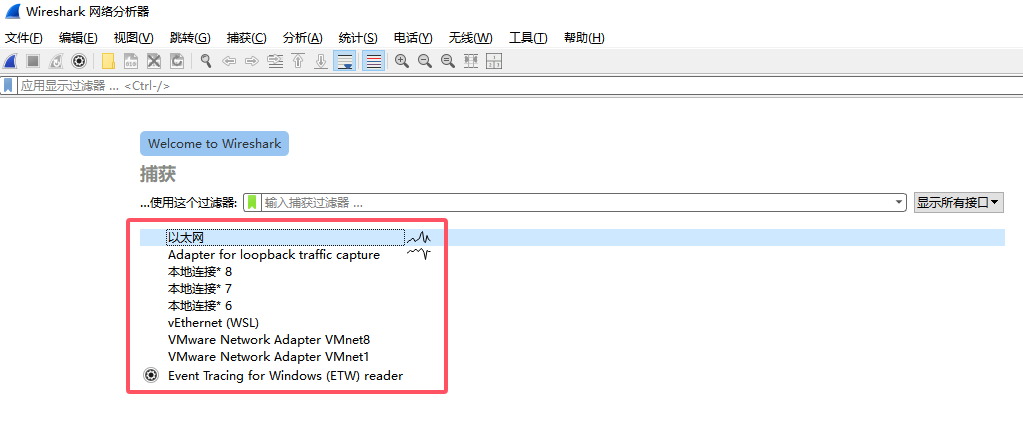 Wireshark 网络分析器
文件(F) 编辑(E) 视图(V) 跳转(G) 捕获(C) 分析(A) 统计(S) 电话(Y) 无线(W) 工具(T) 帮助(H)
应用显示过滤器 … <Ctrl-/>
Welcome to Wireshark
捕获
…使用这个过滤器: 输入捕获过滤器 … 显示所有接口
以太网
Adapter for loopback traffic capture
本地连接* 8
本地连接* 7
本地连接* 6
vEthernet (WSL)
VMware Network Adapter VMnet8
VMware Network Adapter VMnet1
Event Tracing for Windows (ETW) reader